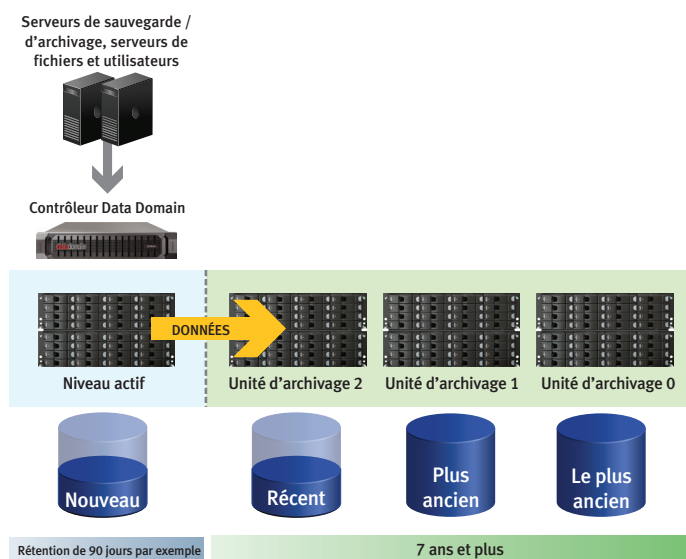 Serveurs de sauvegarde /
d'archivage, serveurs de
fichiers et utilisateurs
Contrôleur Data Domain
DONNÉES
Niveau actif
Unité d'archivage 2
Unité d'archivage 1
Unité d'archivage 0
Nouveau
Récent
Plus
ancien
Le plus
ancien
Rétention de 90 jours par exemple
7 ans et plus